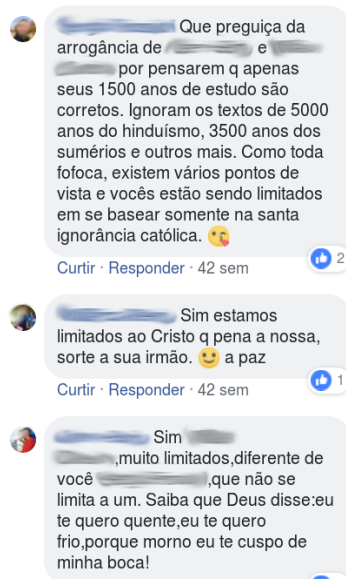 Que preguiça da
arrogância de e
por pensarem q apenas
seus 1500 anos de estudo são
corretos. Ignoram os textos de 5000
anos do hinduísmo, 3500 anos dos
sumérios e outros mais. Como toda
fofoca, existem vários pontos de
vista e vocês estão sendo limitados
em se basear somente na santa
ignorância católica. 😘
2
Curtir · Responder · 42 sem
Sim estamos
limitados ao Cristo q pena a nossa,
sorte a sua irmão. 🙂 a paz
1
Curtir · Responder · 42 sem
Sim
,muito limitados,diferente de
você ,que não se
limita a um. Saiba que Deus disse:eu
te quero quente,eu te quero
frio,porque morno eu te cuspo de
minha boca!